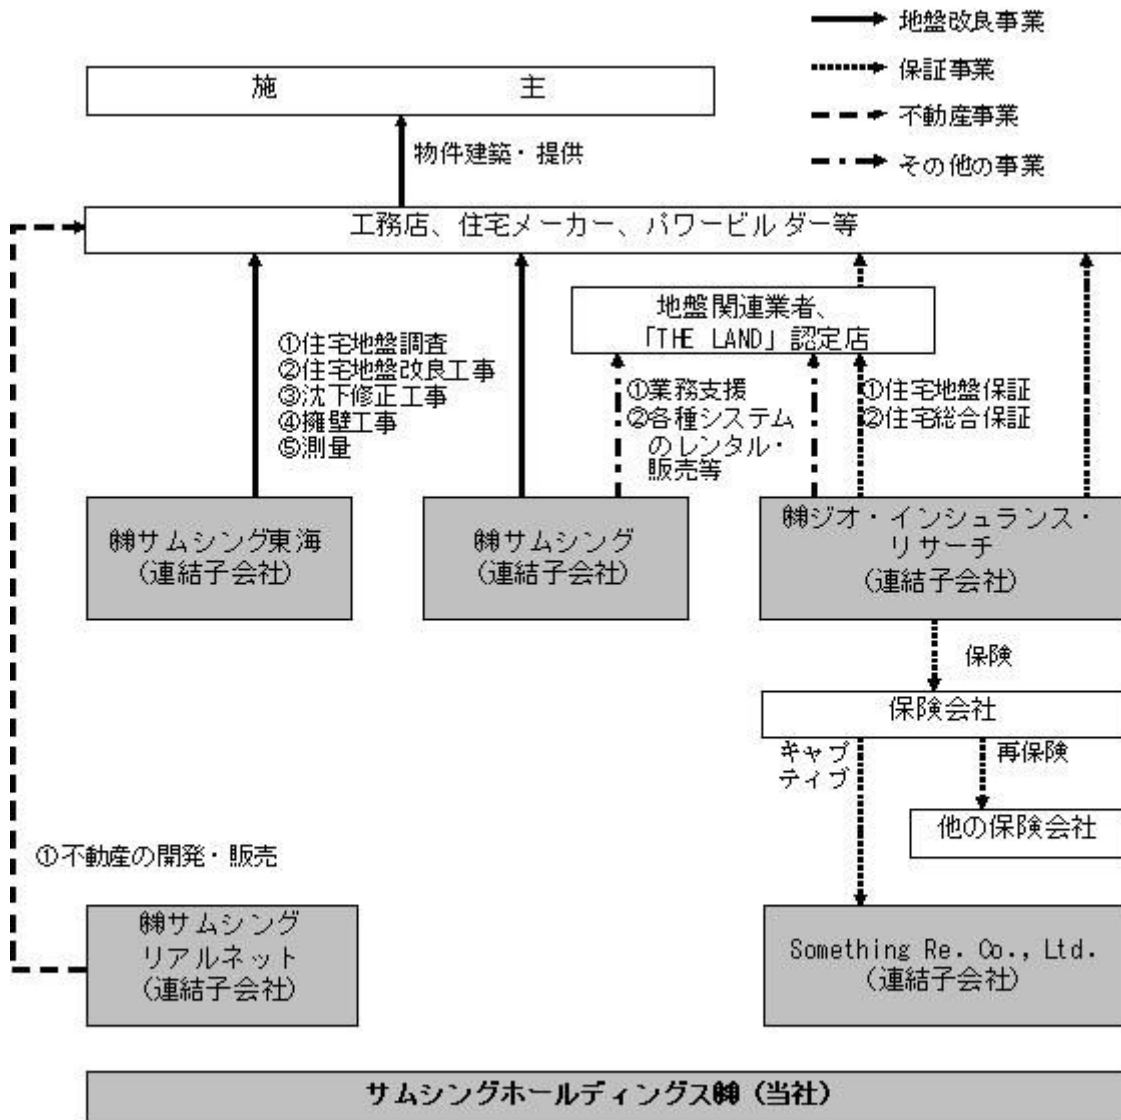 地盤改良事業
保証事業
不動産事業
その他の事業
施　主
物件建築・提供
工務店、住宅メーカー、パワービルダー等
地盤関連業者、
「THE LAND」認定店
①住宅地盤調査
②住宅地盤改良工事
③沈下修正工事
④擁壁工事
⑤測量
①業務支援
②各種システム
のレンタル・
販売等
①住宅地盤保証
②住宅総合保証
㈱サムシング東海
(連結子会社)
㈱サムシング
(連結子会社)
㈱ジオ・インシュランス・
リサーチ
(連結子会社)
保険
保険会社
キャプ
ティブ
再保険
他の保険会社
①不動産の開発・販売
㈱サムシング
リアルネット
(連結子会社)
Something Re. Co., Ltd.
(連結子会社)
サムシングホールディングス㈱（当社）